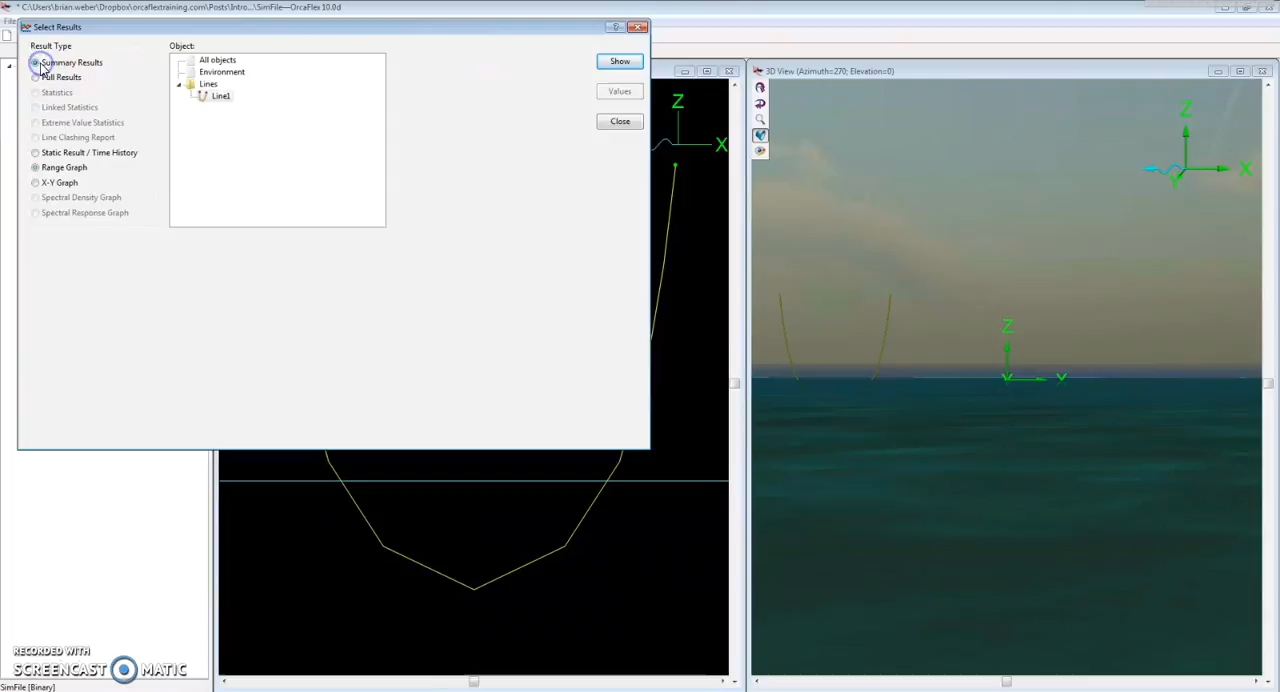 * C:\Users\brian.weber\Dropbox\orcaflextraining.com\Posts\Intro...\SimFile—OrcaFlex 10.0d
File
Select Results
Result Type
Object:
Summary Results
Full Results
Statistics
Linked Statistics
Extreme Value Statistics
Line Clashing Report
Static Result / Time History
Range Graph
X-Y Graph
Spectral Density Graph
Spectral Response Graph
All objects
Environment
Lines
Line1
Show
Values
Close
Z
X
3D View (Azimuth=270; Elevation=0)
Z
X
Y
Z
Y
RECORDED WITH
SCREENCAST MATIC
SimFile [Binary]